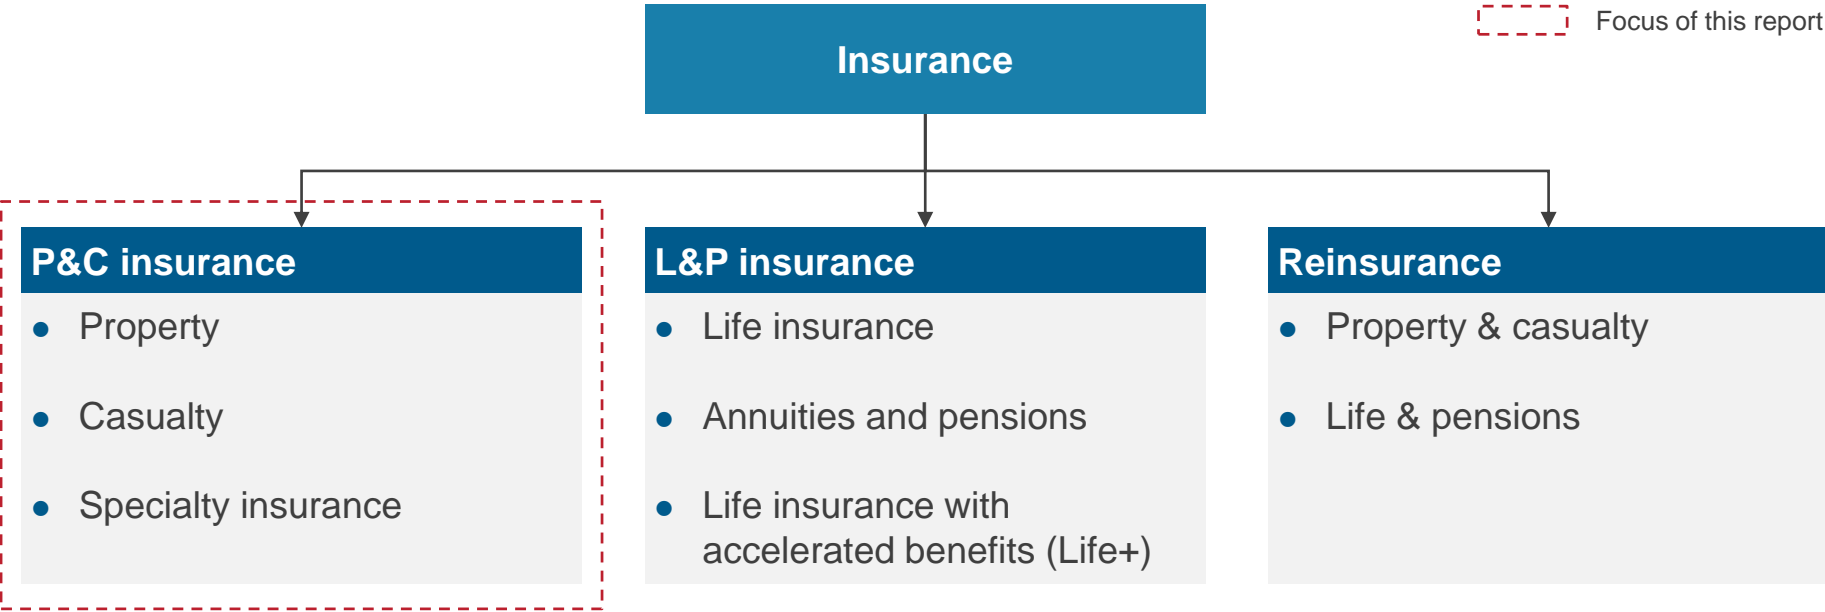 Insurance
Focus of this report
P&C insurance
Property
Casualty
Specialty insurance
L&P insurance
Life insurance
Annuities and pensions
Life insurance with
accelerated benefits (Life+)
Reinsurance
Property & casualty
Life & pensions